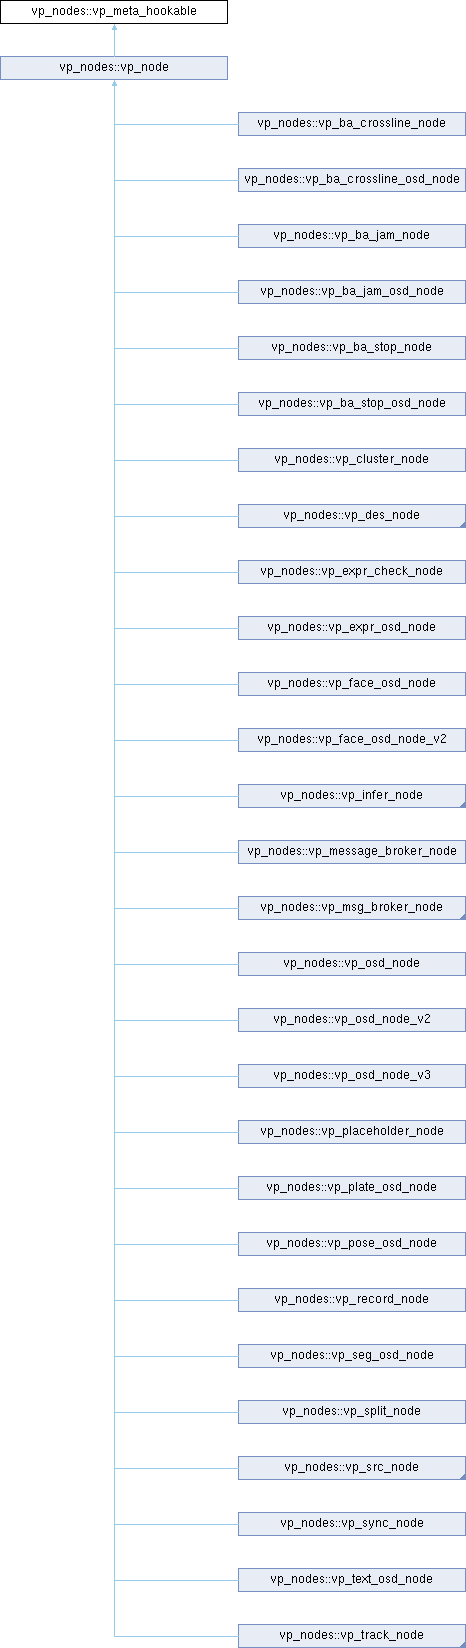 vp_nodes::vp_meta_hookable
vp_nodes::vp_node
vp_nodes::vp_ba_crossline_node
vp_nodes::vp_ba_crossline_osd_node
vp_nodes::vp_ba_jam_node
vp_nodes::vp_ba_jam_osd_node
vp_nodes::vp_ba_stop_node
vp_nodes::vp_ba_stop_osd_node
vp_nodes::vp_cluster_node
vp_nodes::vp_des_node
vp_nodes::vp_expr_check_node
vp_nodes::vp_expr_osd_node
vp_nodes::vp_face_osd_node
vp_nodes::vp_face_osd_node_v2
vp_nodes::vp_infer_node
vp_nodes::vp_message_broker_node
vp_nodes::vp_msg_broker_node
vp_nodes::vp_osd_node
vp_nodes::vp_osd_node_v2
vp_nodes::vp_osd_node_v3
vp_nodes::vp_placeholder_node
vp_nodes::vp_plate_osd_node
vp_nodes::vp_pose_osd_node
vp_nodes::vp_record_node
vp_nodes::vp_seg_osd_node
vp_nodes::vp_split_node
vp_nodes::vp_src_node
vp_nodes::vp_sync_node
vp_nodes::vp_text_osd_node
vp_nodes::vp_track_node